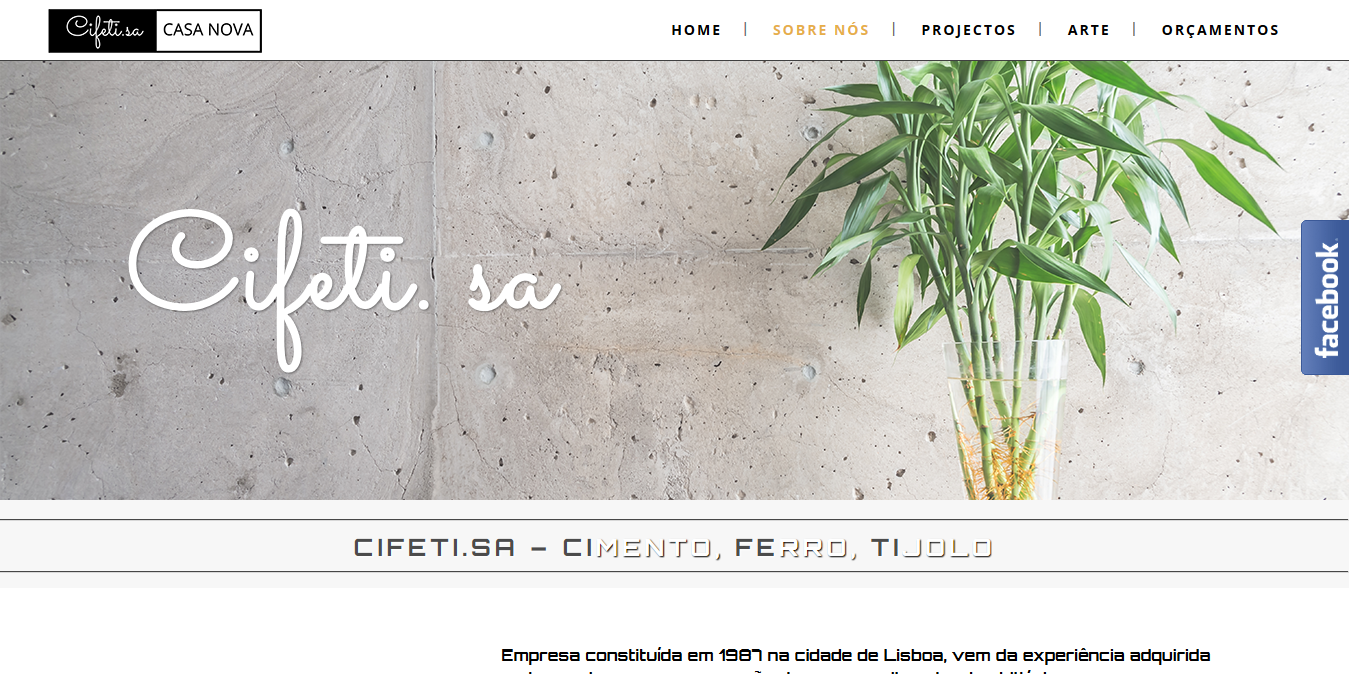 Cifeti.sa CASA NOVA
HOME | SOBRE NÓS | PROJECTOS | ARTE | ORÇAMENTOS
Cifeti. sa
facebook
CIFETI.SA – CIMENTO, FERRO, TIJOLO
Empresa constituída em 1987 na cidade de Lisboa, vem da experiência adquirida